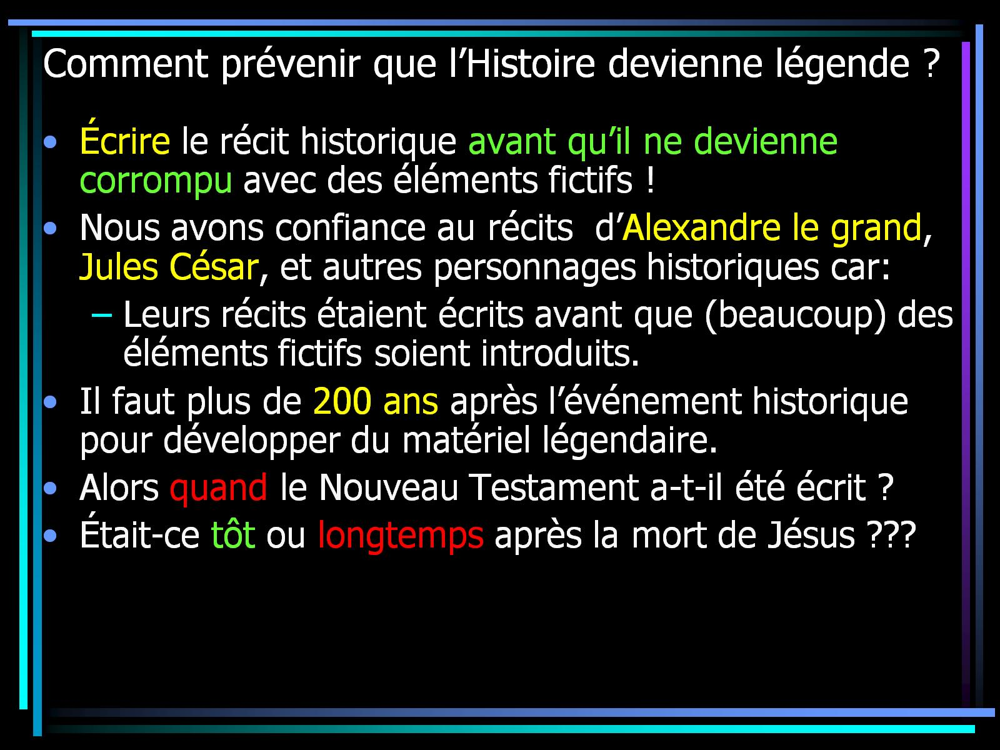 Comment prévenir que l’Histoire devienne légende ?
• Écrire le récit historique avant qu’il ne devienne
corrompu avec des éléments fictifs !
• Nous avons confiance au récits  d’Alexandre le grand,
Jules César, et autres personnages historiques car:
– Leurs récits étaient écrits avant que (beaucoup) des
éléments fictifs soient introduits.
• Il faut plus de 200 ans après l’événement historique
pour développer du matériel légendaire.
• Alors quand le Nouveau Testament a-t-il été écrit ?
• Était-ce tôt ou longtemps après la mort de Jésus ???